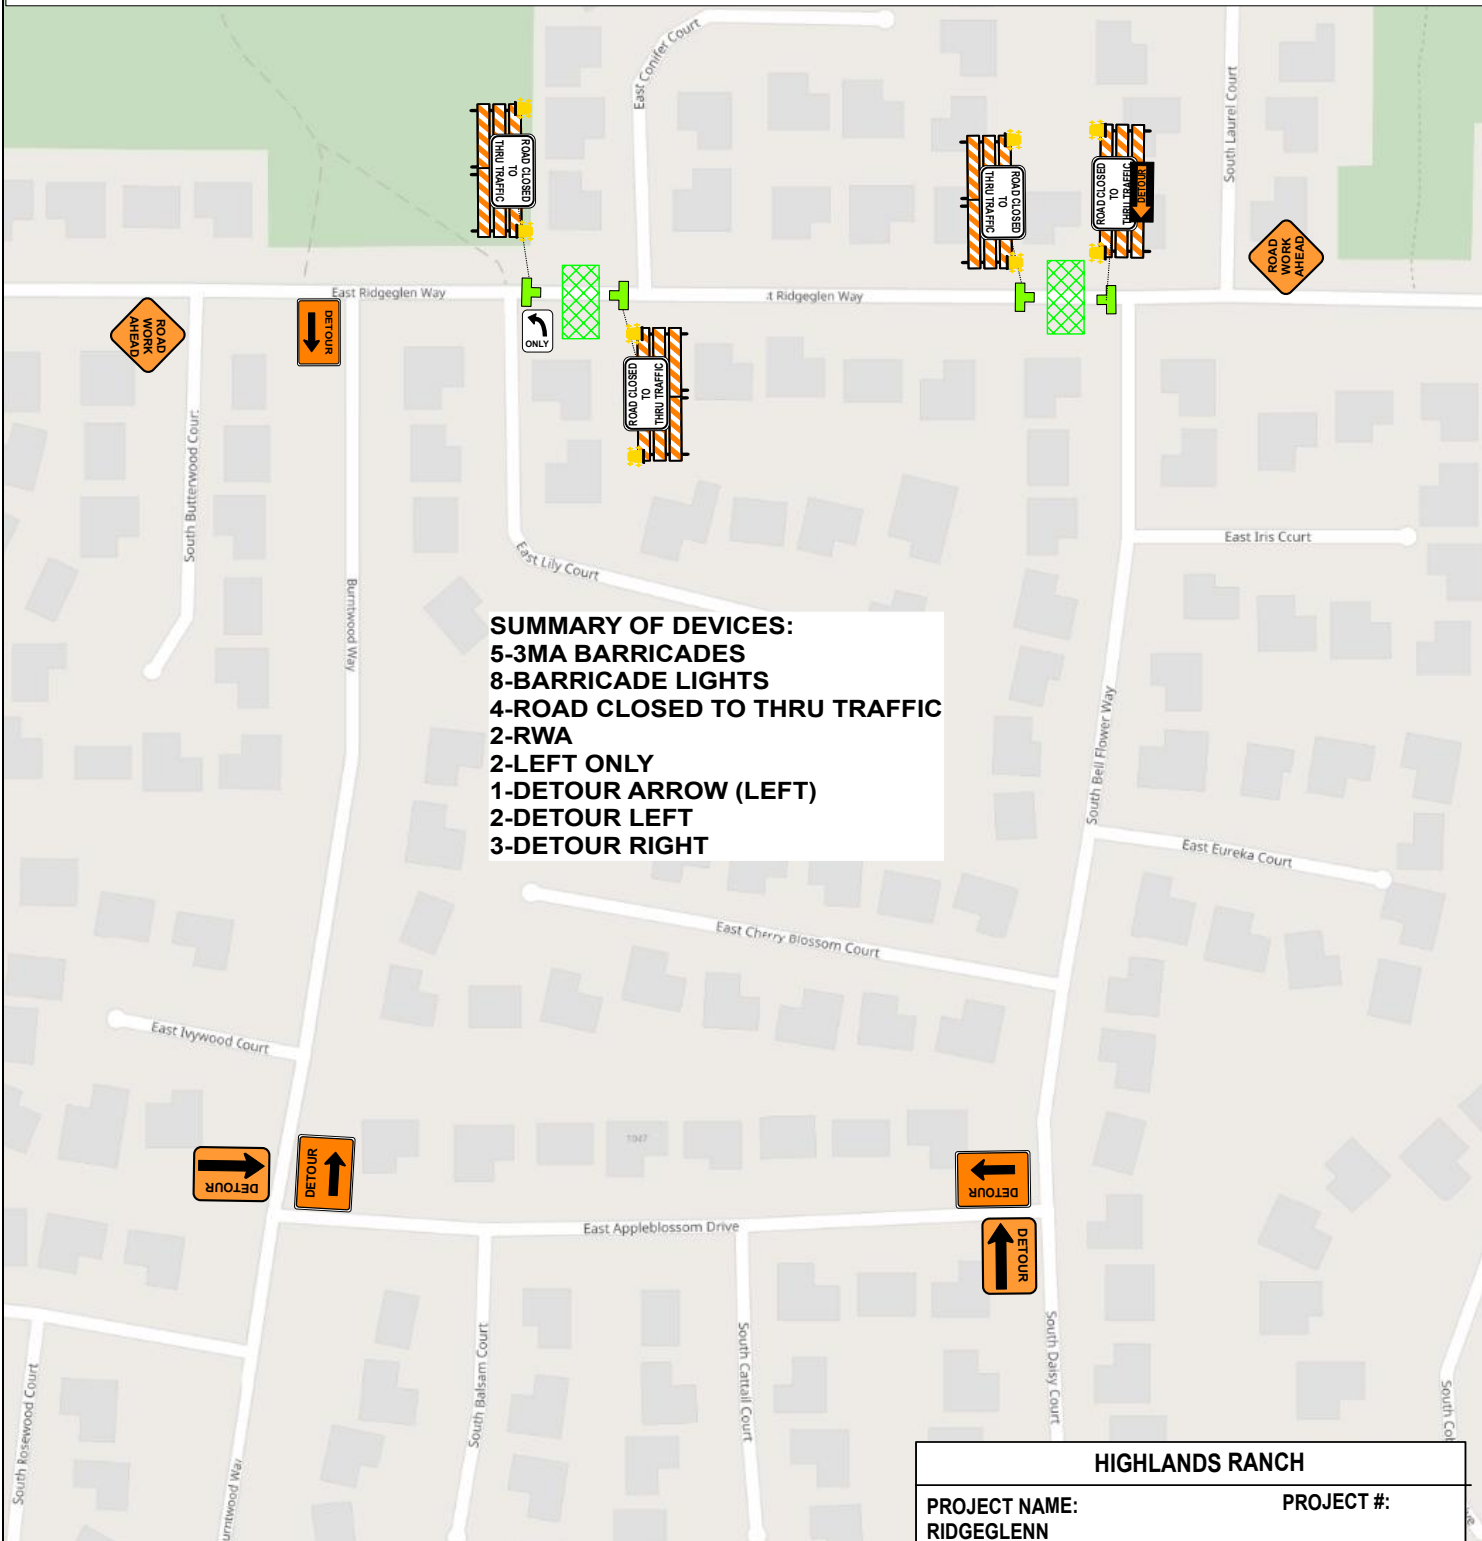 East Conifer Court
South Laurel Court
ROAD CLOSED
TO
THRU TRAFFIC
ROAD CLOSED
TO
THRU TRAFFIC
ROAD CLOSED
TO
THRU TRAFFIC
DETOUR
ROAD
WORK
AHEAD
East Ridgeglen Way
t Ridgeglen Way
ROAD
WORK
AHEAD
DETOUR
ONLY
ROAD CLOSED
TO
THRU TRAFFIC
South Butterwood Court
East Iris Court
East Lily Court
Burntwood Way
SUMMARY OF DEVICES:
5-3MA BARRICADES
8-BARRICADE LIGHTS
4-ROAD CLOSED TO THRU TRAFFIC
2-RWA
2-LEFT ONLY
1-DETOUR ARROW (LEFT)
2-DETOUR LEFT
3-DETOUR RIGHT
South Bell Flower Way
East Eureka Court
East Cherry Blossom Court
East Ivywood Court
1047
DETOUR
DETOUR
DETOUR
DETOUR
East Appleblossom Drive
South Rosewood Court
urntwood Way
South Balsam Court
South Cattail Court
South Daisy Court
South Col
HIGHLANDS RANCH
PROJECT NAME:
RIDGEGLENN
PROJECT #: